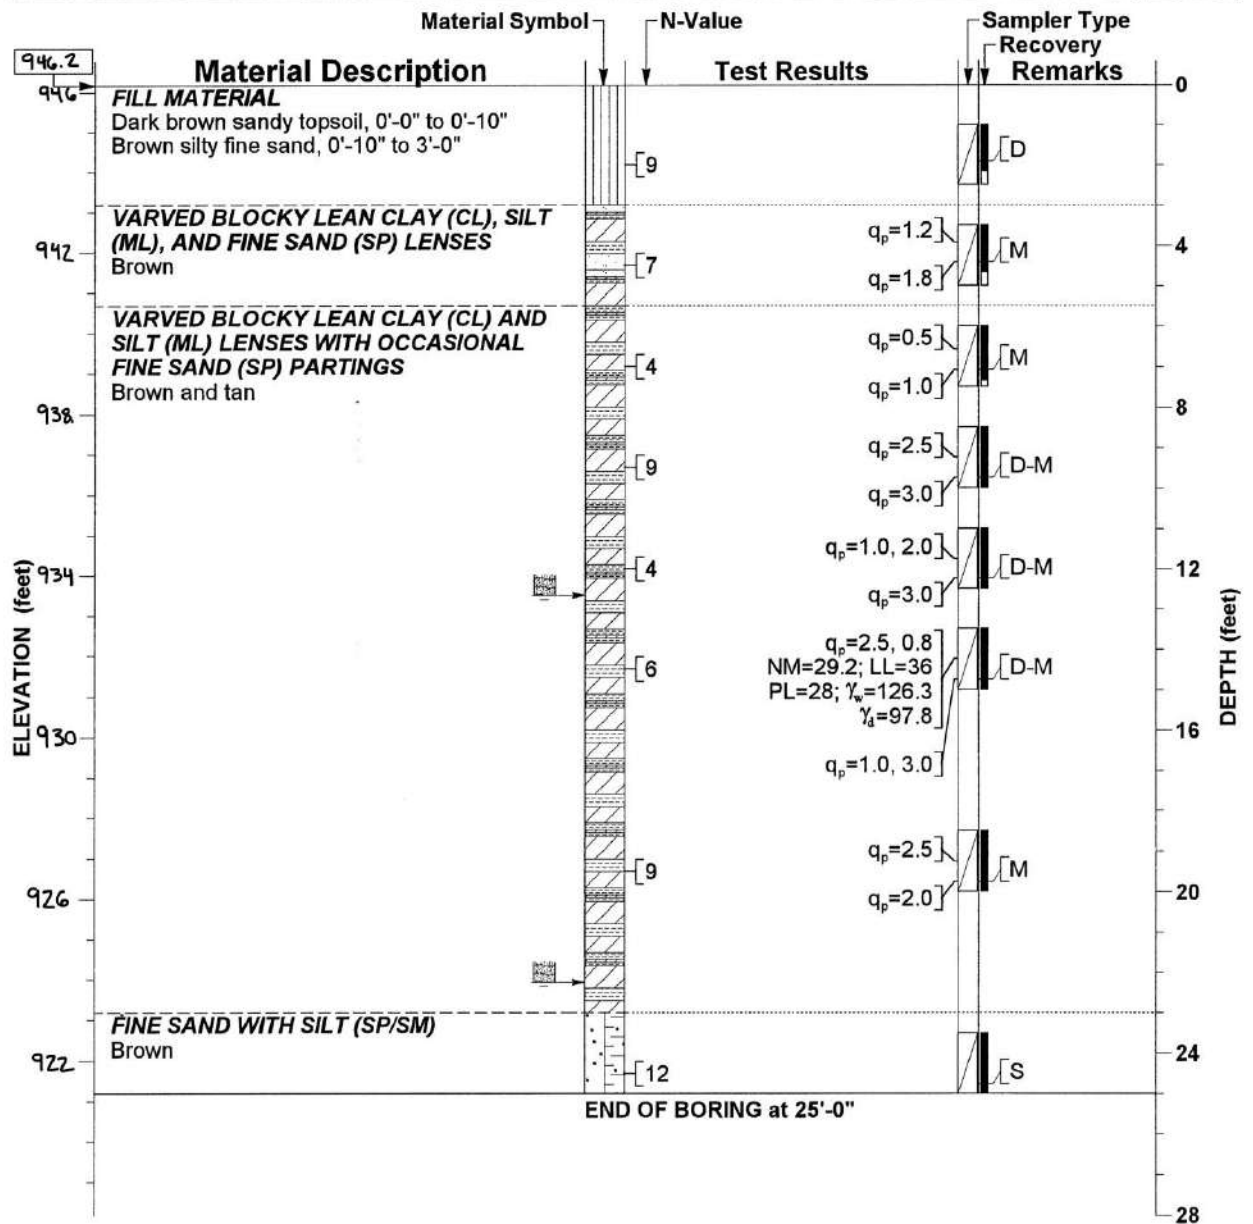 Material Symbol
N-Value
Sampler Type
Recovery
946.2
Material Description
Test Results
Remarks
946
0
FILL MATERIAL
Dark brown sandy topsoil, 0'-0" to 0'-10"
Brown silty fine sand, 0'-10" to 3'-0"
9
D
VARVED BLOCKY LEAN CLAY (CL), SILT
(ML), AND FINE SAND (SP) LENSES
Brown
942
7
qp=1.2
qp=1.8
M
4
VARVED BLOCKY LEAN CLAY (CL) AND
SILT (ML) LENSES WITH OCCASIONAL
FINE SAND (SP) PARTINGS
Brown and tan
4
qp=0.5
qp=1.0
M
938
8
9
qp=2.5
qp=3.0
D-M
934
4
qp=1.0, 2.0
qp=3.0
D-M
12
ELEVATION (feet)
DEPTH (feet)
6
qp=2.5, 0.8
NM=29.2; LL=36
PL=28; γw=126.3
γd=97.8
qp=1.0, 3.0
D-M
930
16
9
qp=2.5
qp=2.0
M
926
20
FINE SAND WITH SILT (SP/SM)
Brown
922
12
S
24
END OF BORING at 25'-0"
28